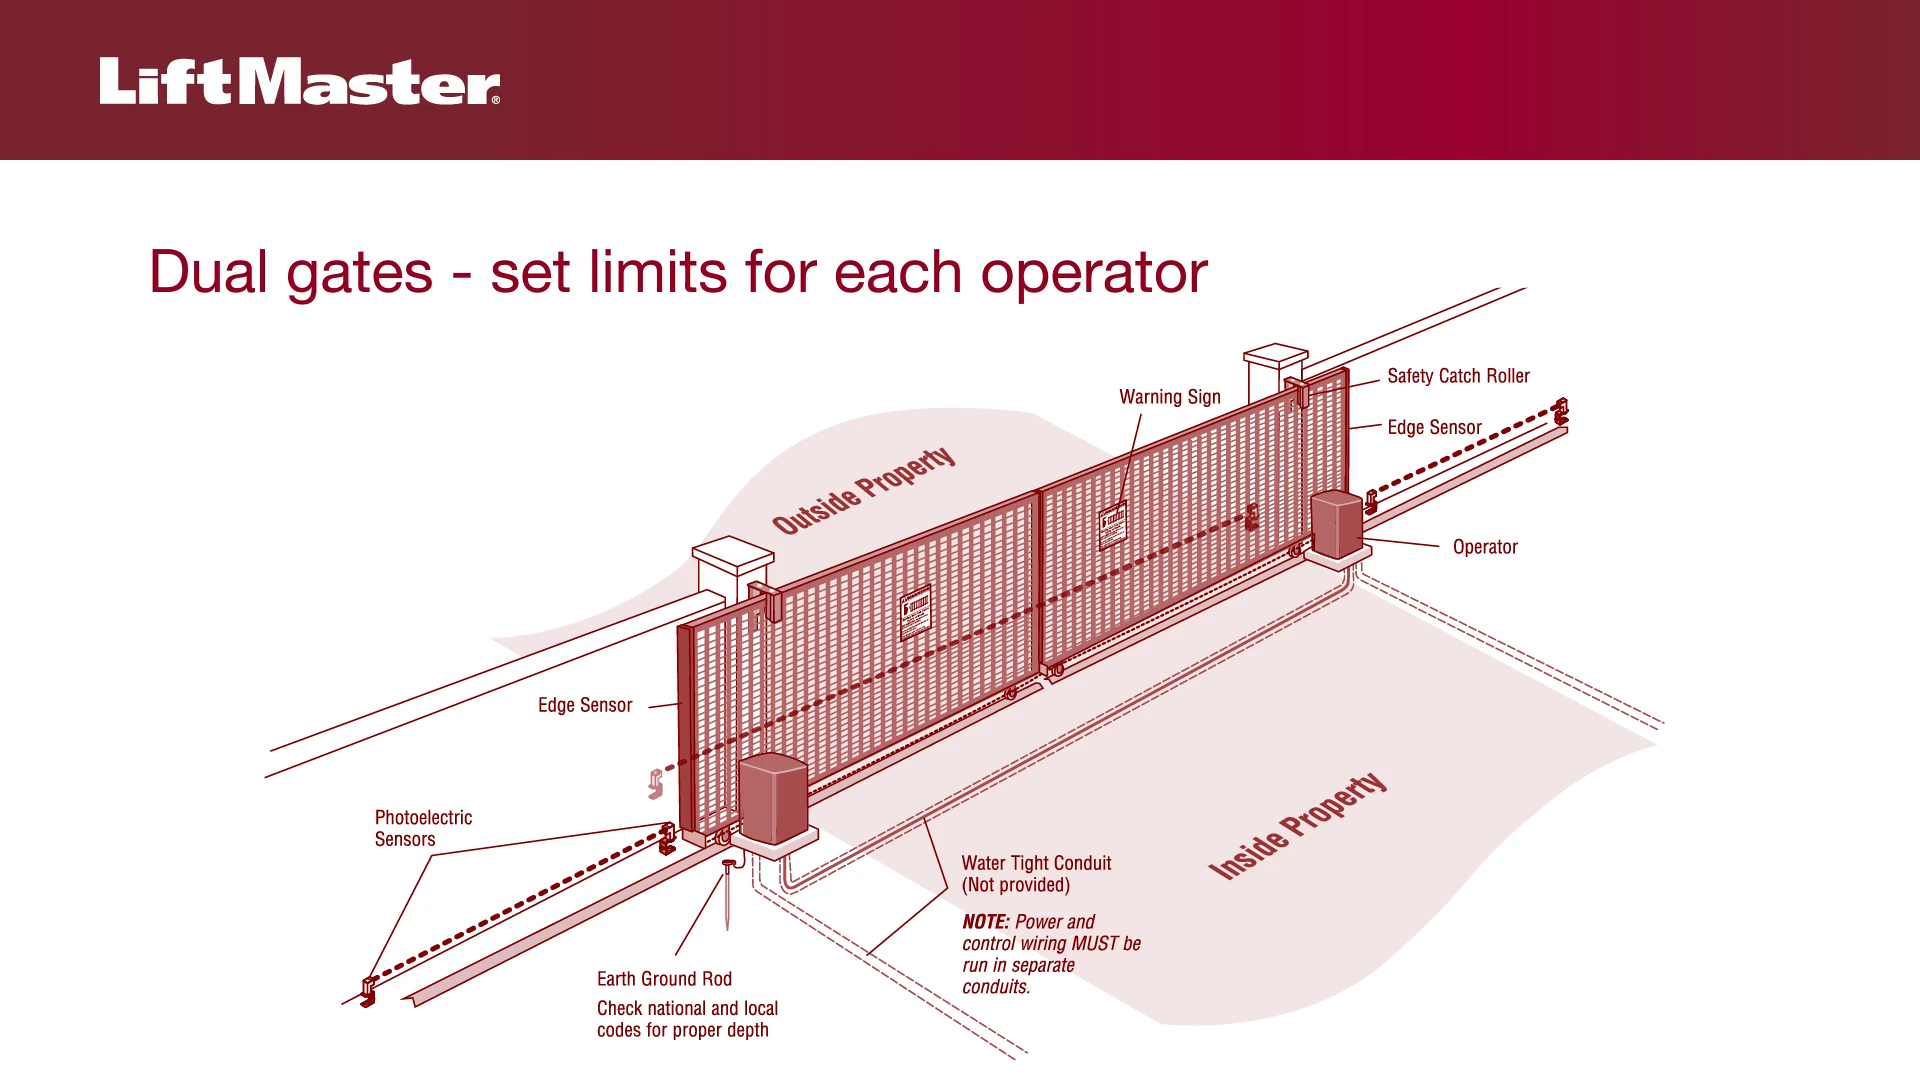 LiftMaster®
Dual gates - set limits for each operator
Safety Catch Roller
Warning Sign
Edge Sensor
Outside Property
Operator
Edge Sensor
Photoelectric
Sensors
Inside Property
Water Tight Conduit
(Not provided)
NOTE: Power and
control wiring MUST be
run in separate
conduits.
Earth Ground Rod
Check national and local
codes for proper depth